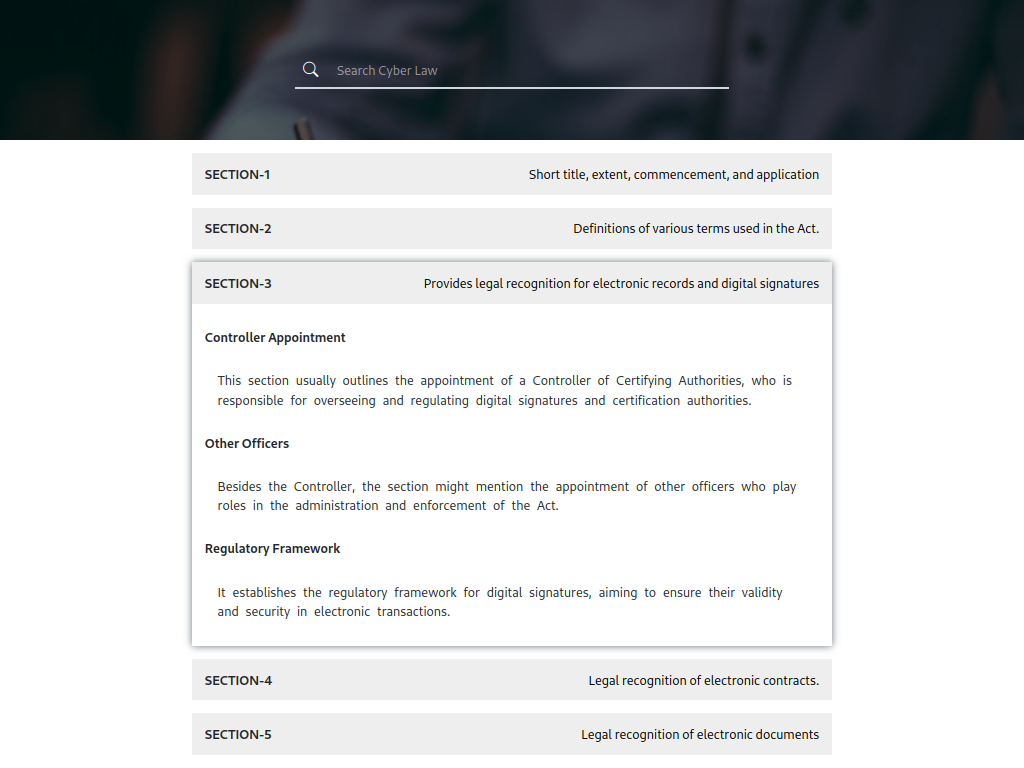 Search Cyber Law
SECTION-1 Short title, extent, commencement, and application
SECTION-2 Definitions of various terms used in the Act.
SECTION-3 Provides legal recognition for electronic records and digital signatures
Controller Appointment
This section usually outlines the appointment of a Controller of Certifying Authorities, who is
responsible for overseeing and regulating digital signatures and certification authorities.
Other Officers
Besides the Controller, the section might mention the appointment of other officers who play
roles in the administration and enforcement of the Act.
Regulatory Framework
It establishes the regulatory framework for digital signatures, aiming to ensure their validity
and security in electronic transactions.
SECTION-4 Legal recognition of electronic contracts.
SECTION-5 Legal recognition of electronic documents